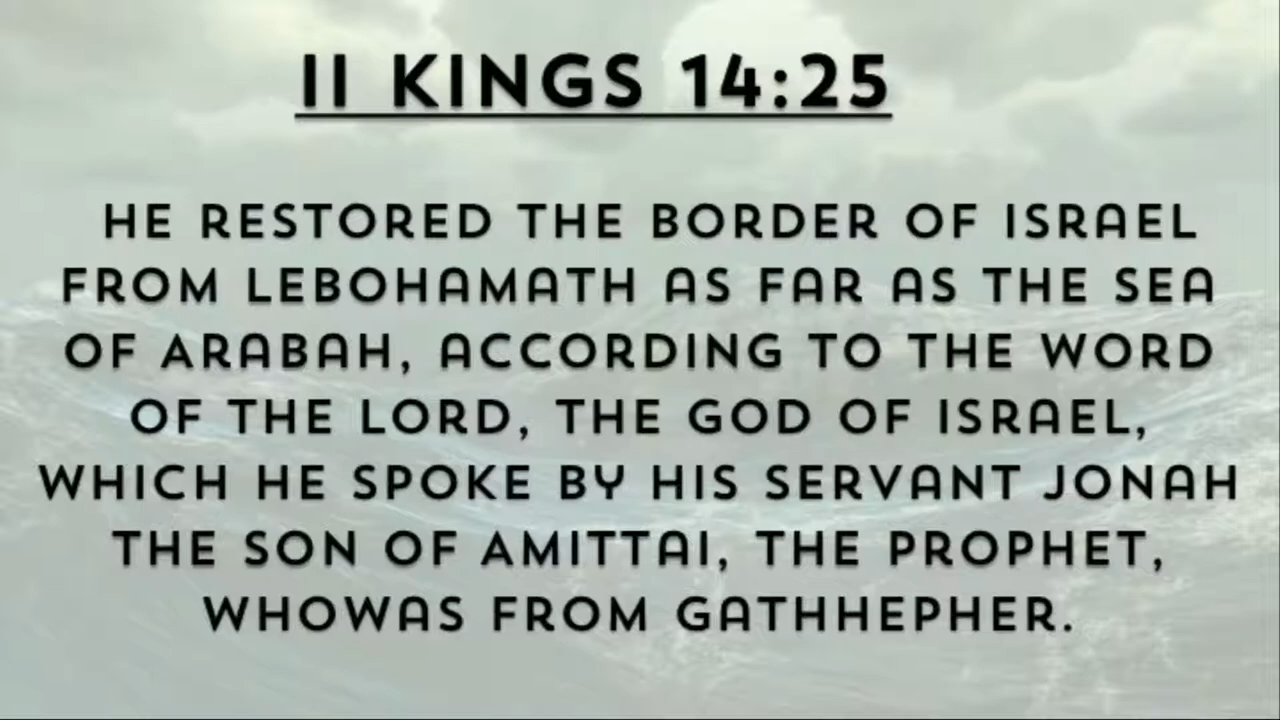 II KINGS 14:25
HE RESTORED THE BORDER OF ISRAEL
FROM LEBOHAMATH AS FAR AS THE SEA
OF ARABAH, ACCORDING TO THE WORD
OF THE LORD, THE GOD OF ISRAEL,
WHICH HE SPOKE BY HIS SERVANT JONAH
THE SON OF AMITTAI, THE PROPHET,
WHOWAS FROM GATHHEPHER.